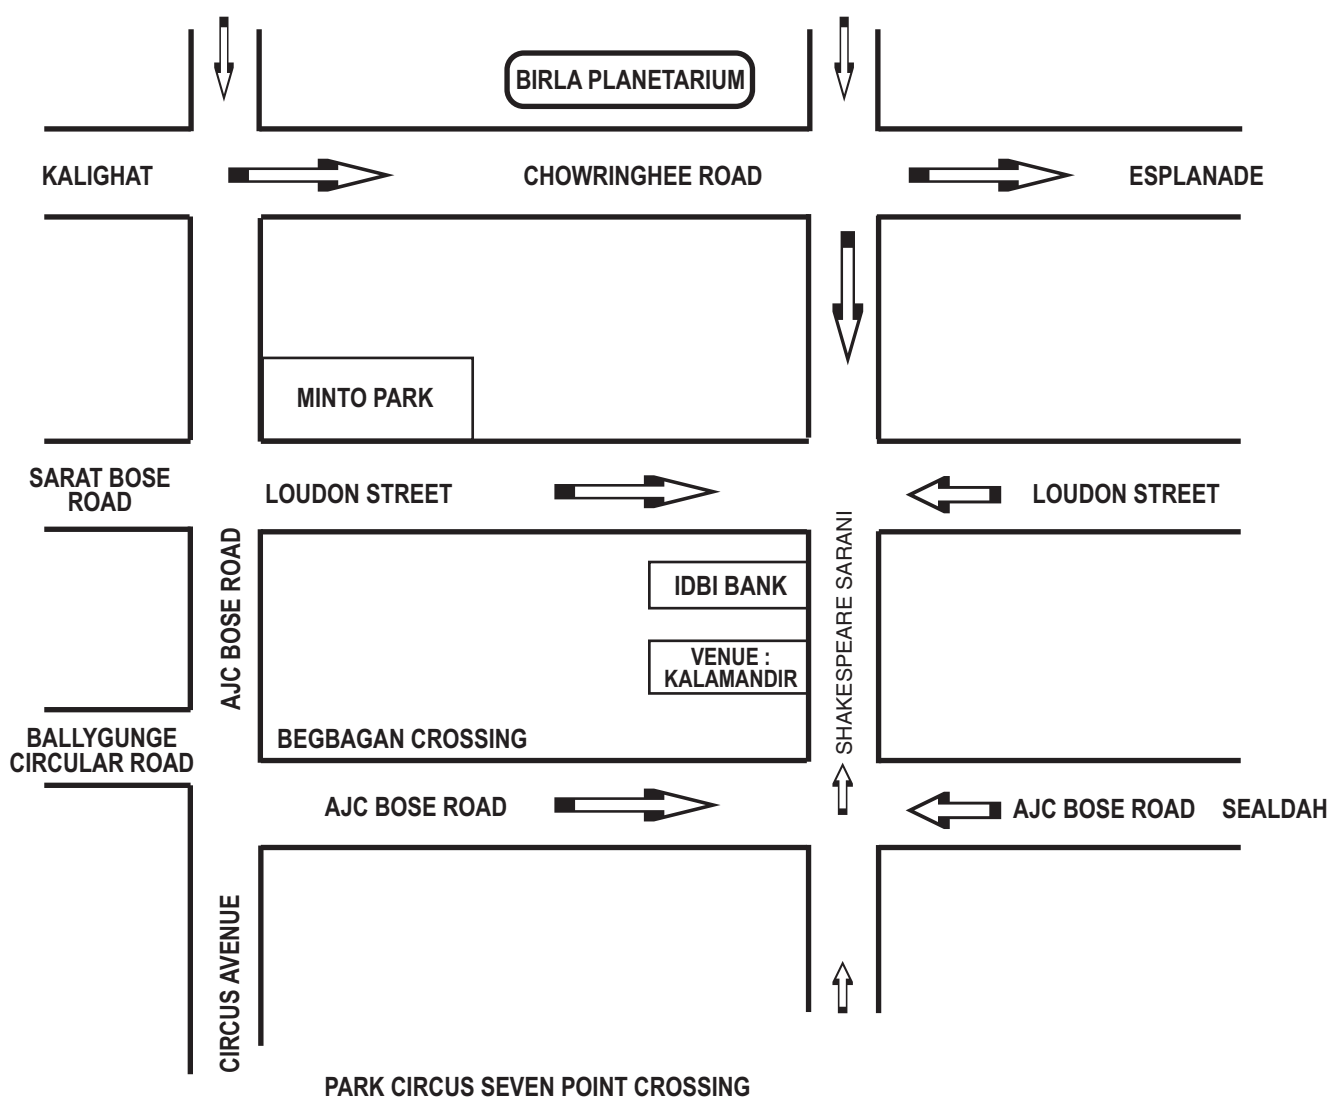 BIRLA PLANETARIUM
KALIGHAT
CHOWRINGHEE ROAD
ESPLANADE
MINTO PARK
SARAT BOSE
ROAD
LOUDON STREET
LOUDON STREET
AJC BOSE ROAD
SHAKESPEARE SARANI
IDBI BANK
VENUE :
KALAMANDIR
BALLYGUNGE
CIRCULAR ROAD
BEGBAGAN CROSSING
AJC BOSE ROAD
AJC BOSE ROAD
SEALDAH
CIRCUS AVENUE
PARK CIRCUS SEVEN POINT CROSSING